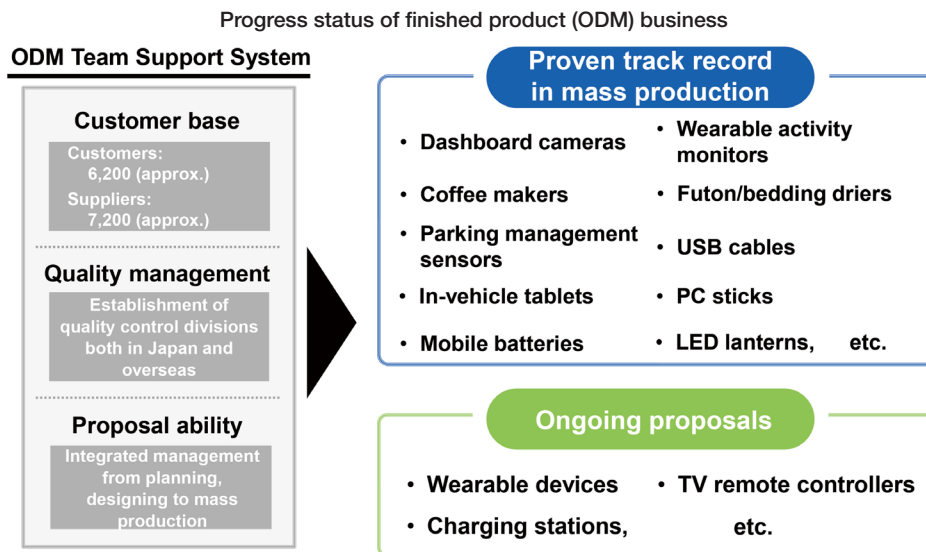 Progress status of finished product (ODM) business
ODM Team Support System
Customer base
Customers:
6,200 (approx.)
Suppliers:
7,200 (approx.)
Quality management
Establishment of
quality control divisions
both in Japan and
overseas
Proposal ability
Integrated management
from planning,
designing to mass
production
Proven track record
in mass production
• Dashboard cameras
• Coffee makers
• Parking management
sensors
• In-vehicle tablets
• Mobile batteries
• Wearable activity
monitors
• Futon/bedding driers
• USB cables
• PC sticks
• LED lanterns, etc.
Ongoing proposals
• Wearable devices
• TV remote controllers
• Charging stations, etc.